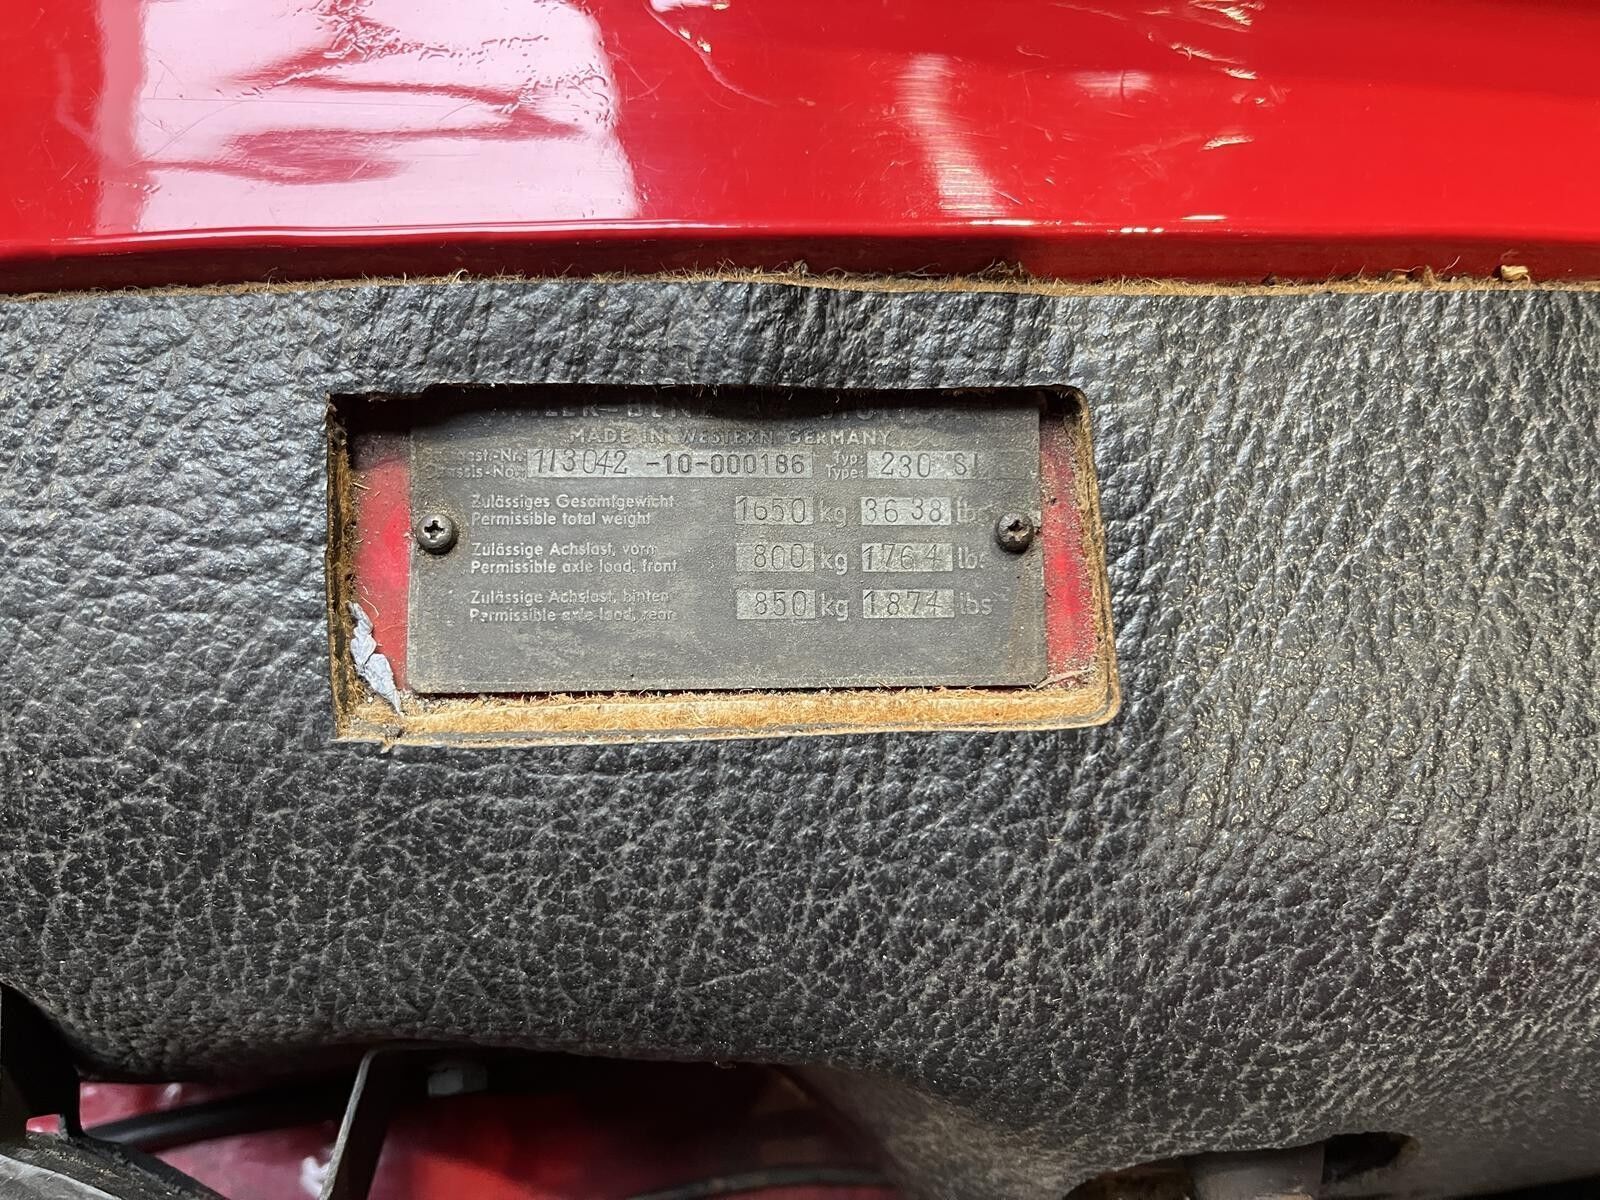 MADE IN WESTERN GERMANY
113042 -10-000186 Typ: 230 SL
Type:
Zulässiges Gesamtgewicht
Permissible total weight 1650 kg 3638 lbs
Zulässige Achslast, vorn
Permissible axle load, front 800 kg 1764 lbs
Zulässige Achslast, hinten
Permissible axle load, rear 850 kg 1874 lbs